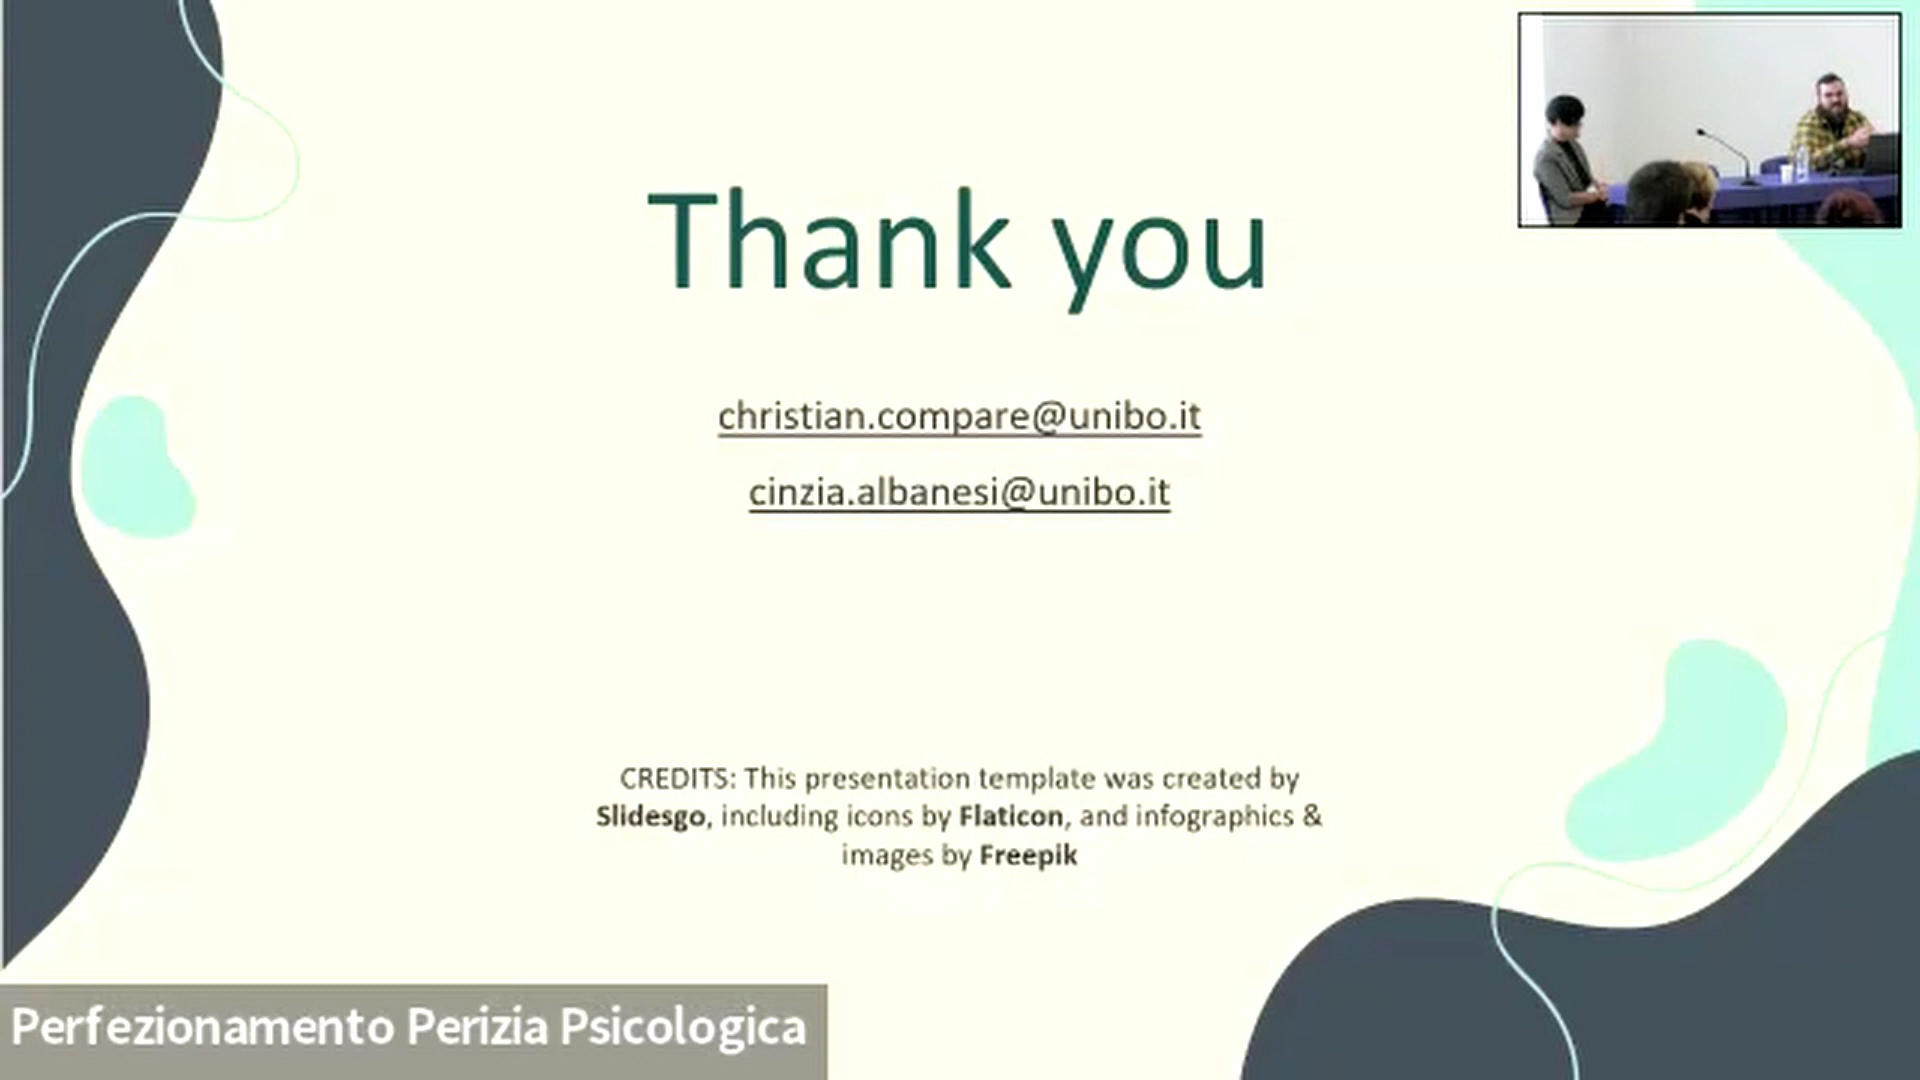 Thank you
christian.compare@unibo.it
cinzia.albanesi@unibo.it
CREDITS: This presentation template was created by
Slidesgo, including icons by Flaticon, and infographics &
images by Freepik
Perfezionamento Perizia Psicologica